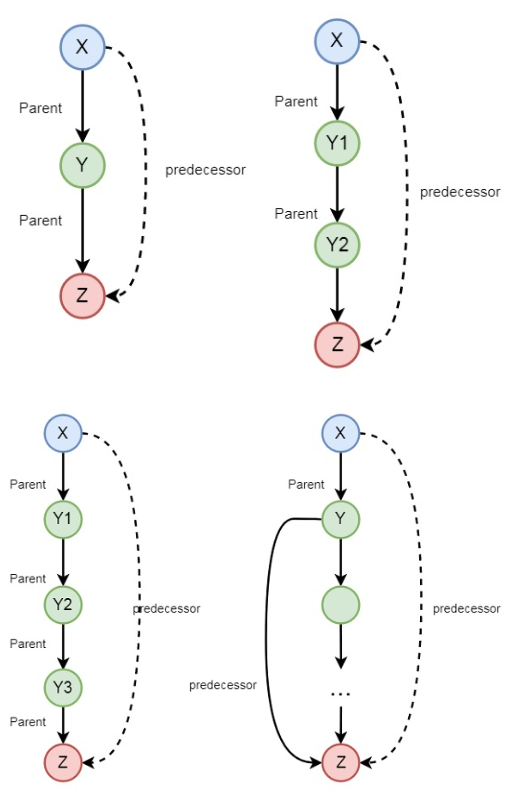 X
Parent
Y
predecessor
Parent
Z
X
Parent
Y1
predecessor
Parent
Y2
Z
X
Parent
Y1
Parent
Y2
predecessor
Parent
Y3
Parent
Z
X
Parent
Y
predecessor
predecessor
...
Z